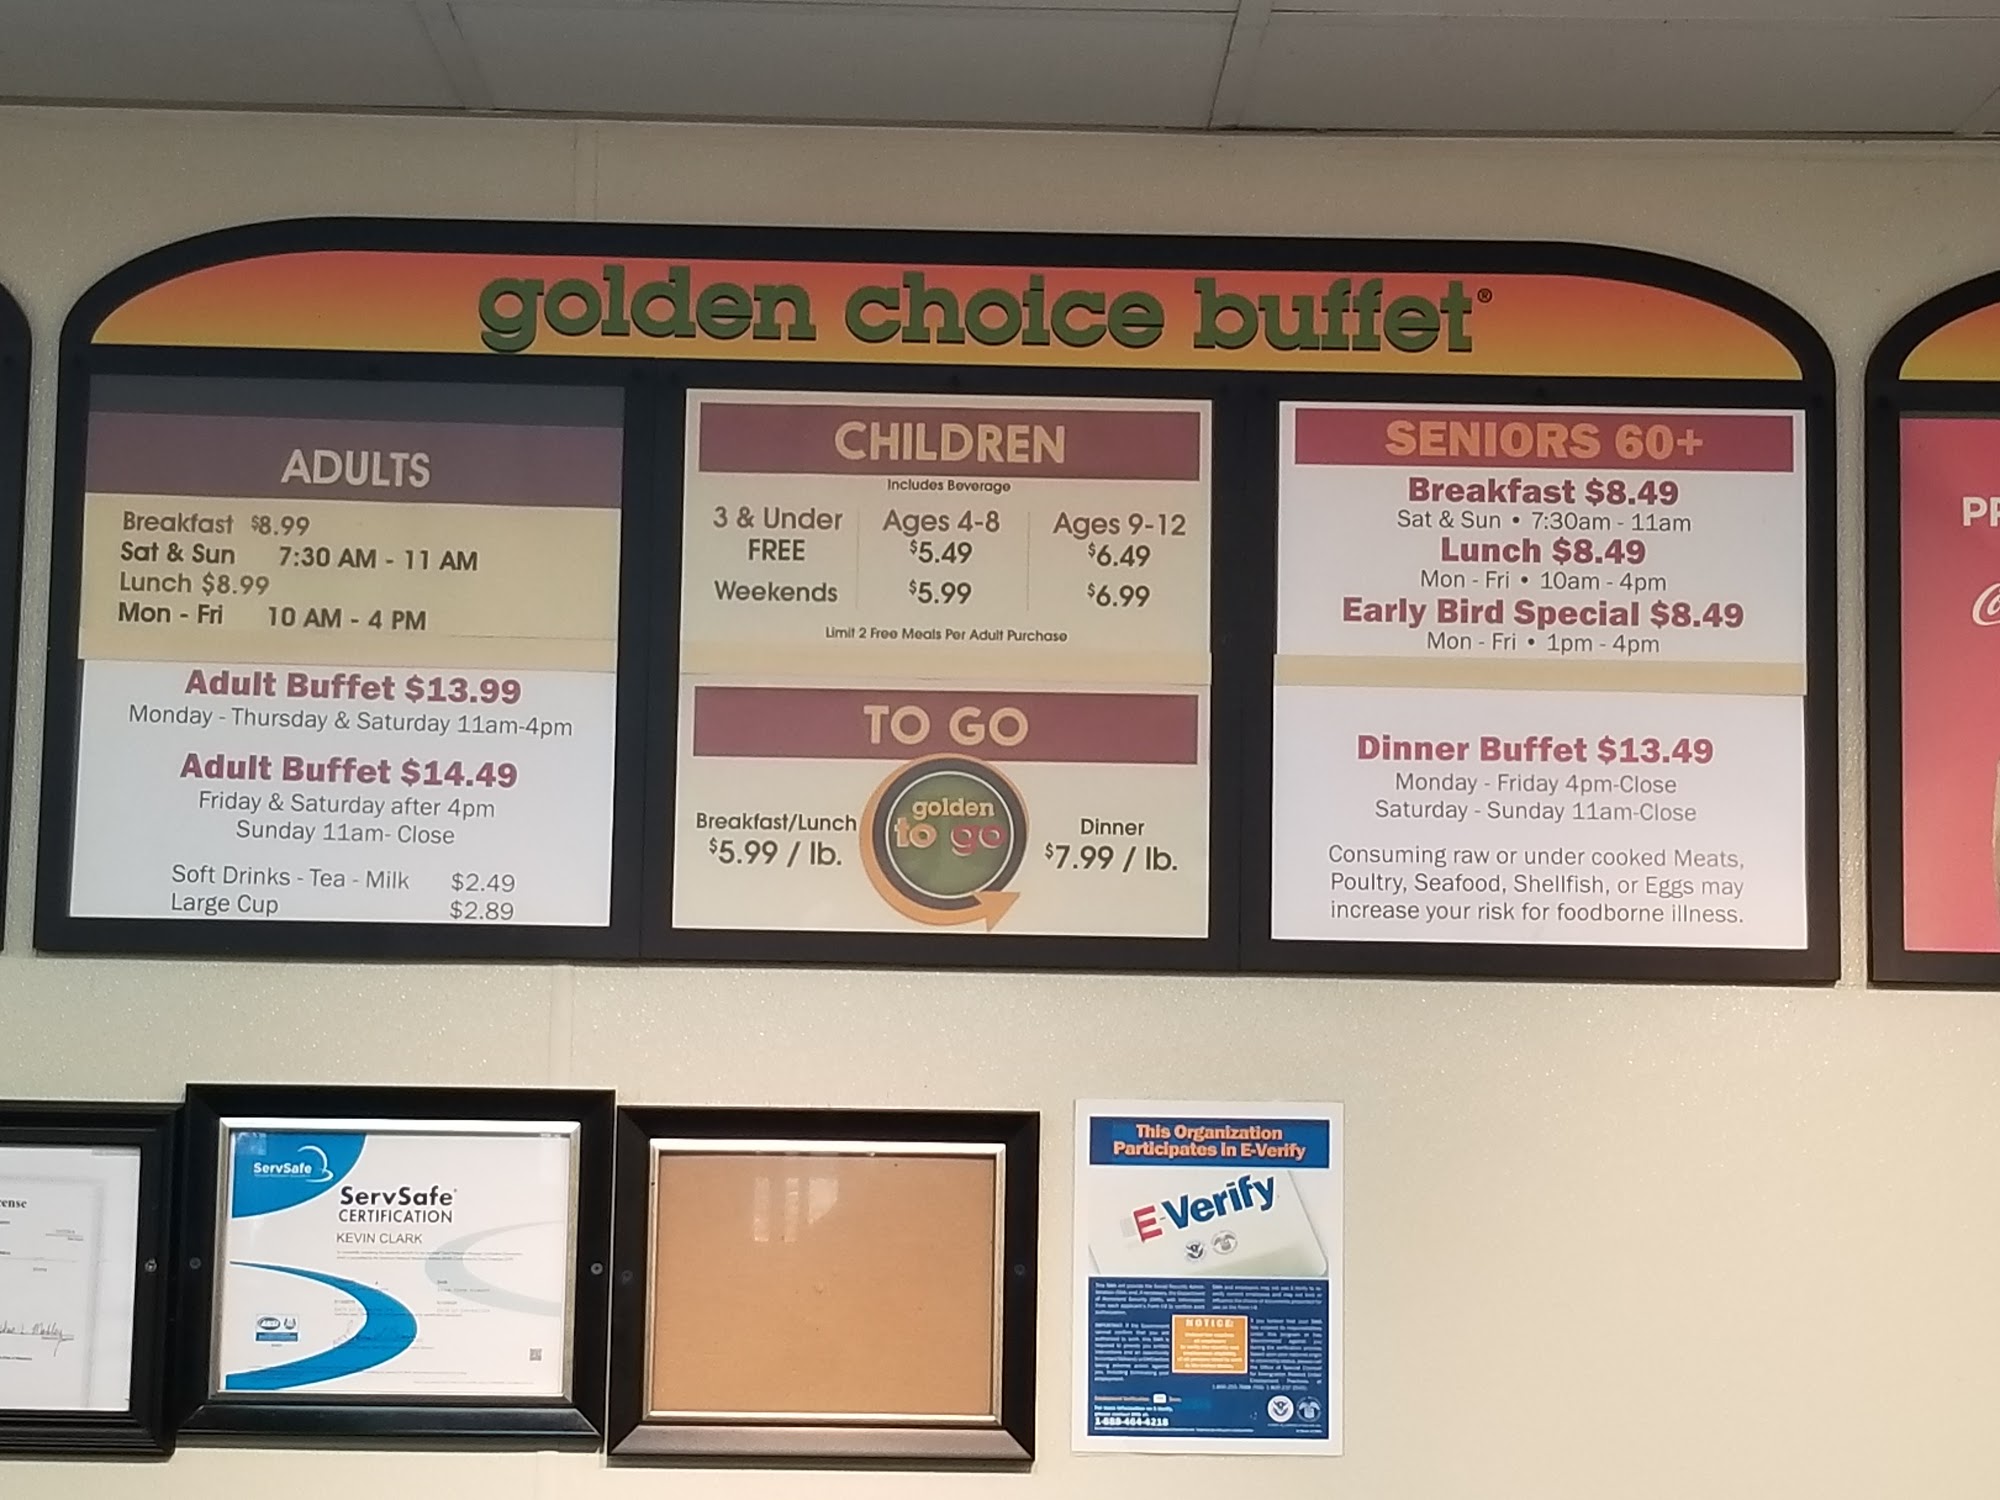 golden choice buffet®
ADULTS
Breakfast $8.99
Sat & Sun 7:30 AM - 11 AM
Lunch $8.99
Mon - Fri 10 AM - 4 PM
Adult Buffet $13.99
Monday - Thursday & Saturday 11am-4pm
Adult Buffet $14.49
Friday & Saturday after 4pm
Sunday 11am- Close
Soft Drinks - Tea - Milk $2.49
Large Cup $2.89
CHILDREN
Includes Beverage
3 & Under Ages 4-8 Ages 9-12
FREE $5.49 $6.49
Weekends $5.99 $6.99
Limit 2 Free Meals Per Adult Purchase
TO GO
golden
to go
Breakfast/Lunch
$5.99 / lb.
Dinner
$7.99 / lb.
SENIORS 60+
Breakfast $8.49
Sat & Sun • 7:30am - 11am
Lunch $8.49
Mon - Fri • 10am - 4pm
Early Bird Special $8.49
Mon - Fri • 1pm - 4pm
Dinner Buffet $13.49
Monday - Friday 4pm-Close
Saturday - Sunday 11am-Close
Consuming raw or under cooked Meats,
Poultry, Seafood, Shellfish, or Eggs may
increase your risk for foodborne illness.
ServSafe
ServSafe®
CERTIFICATION
KEVIN CLARK
ANSI
This Organization
Participates in E-Verify
E-Verify
NOTICE:
1-888-464-4218